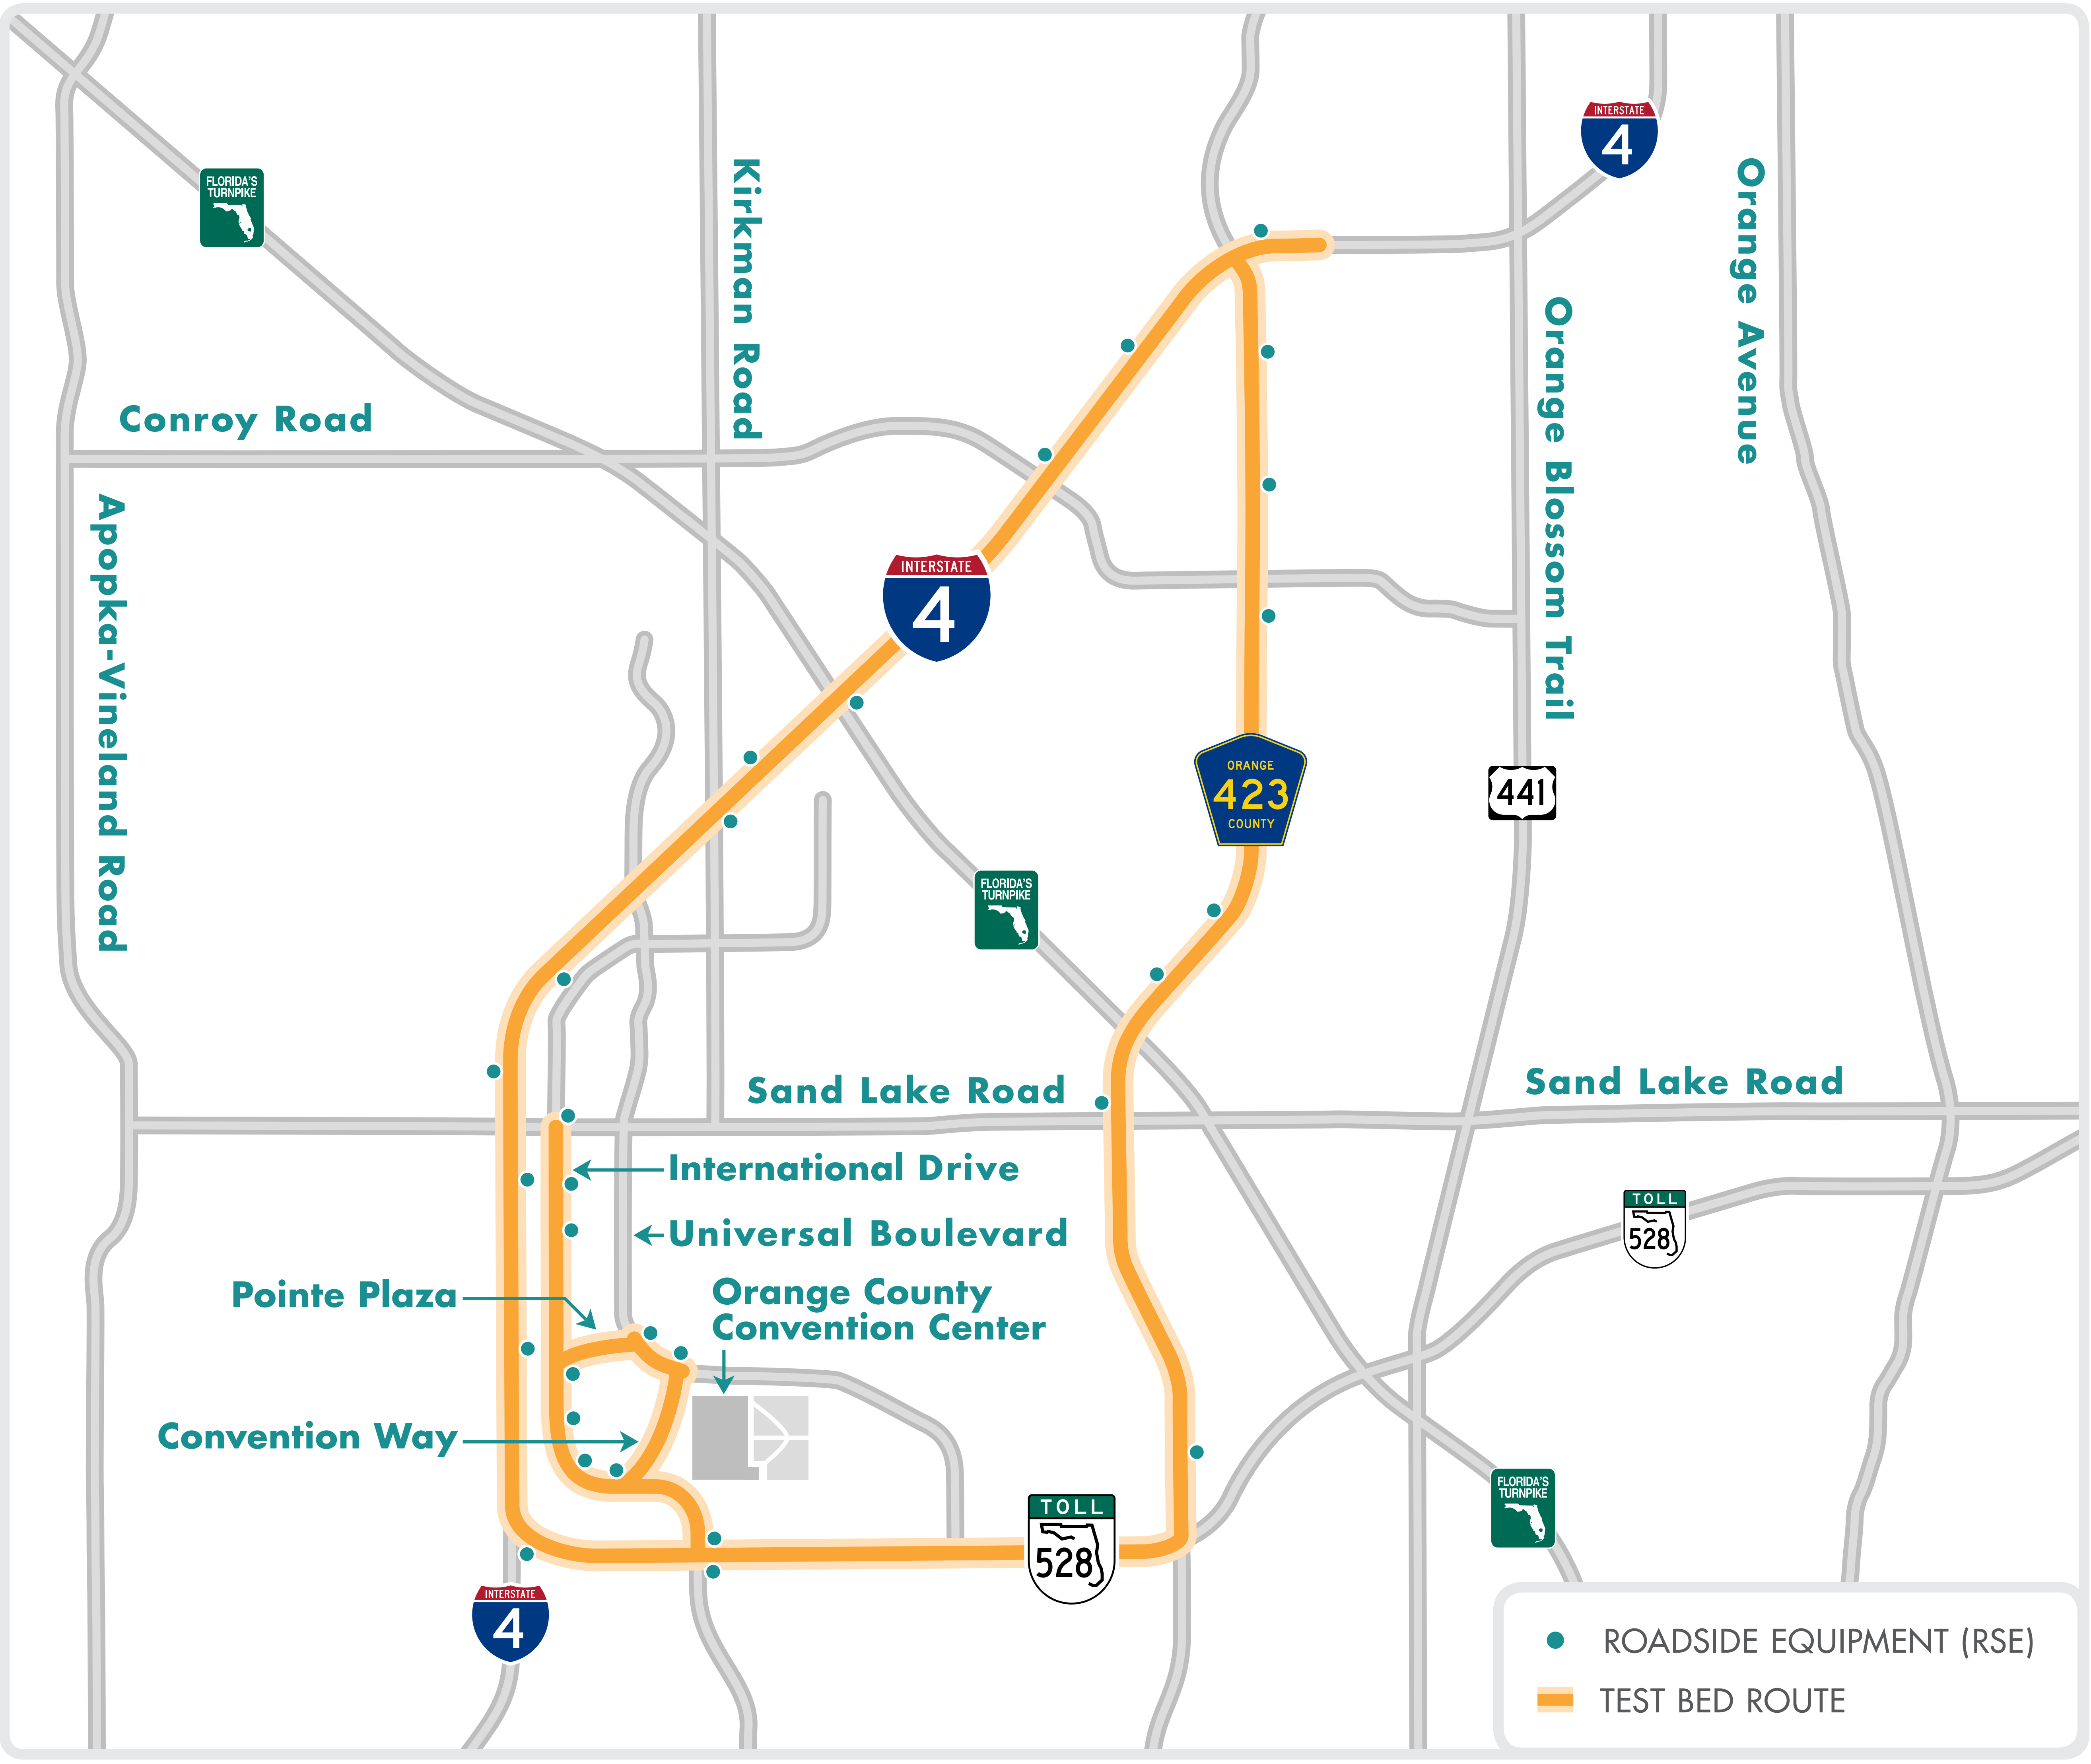 INTERSTATE
4
FLORIDA'S
TURNPIKE
Kirkman Road
Orange Avenue
Orange Blossom Trail
Conroy Road
Apopka-Vineland Road
INTERSTATE
4
ORANGE
423
COUNTY
441
FLORIDA'S
TURNPIKE
Sand Lake Road
Sand Lake Road
International Drive
TOLL
528
Universal Boulevard
Pointe Plaza
Orange County
Convention Center
Convention Way
TOLL
528
FLORIDA'S
TURNPIKE
INTERSTATE
4
ROADSIDE EQUIPMENT (RSE)
TEST BED ROUTE